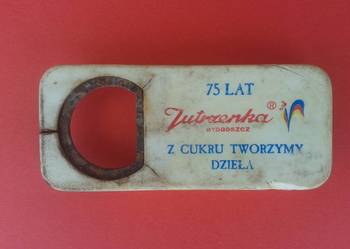 75 LAT
Jutrzenka ®
BYDGOSZCZ
Z CUKRU TWORZYMY
DZIEŁA